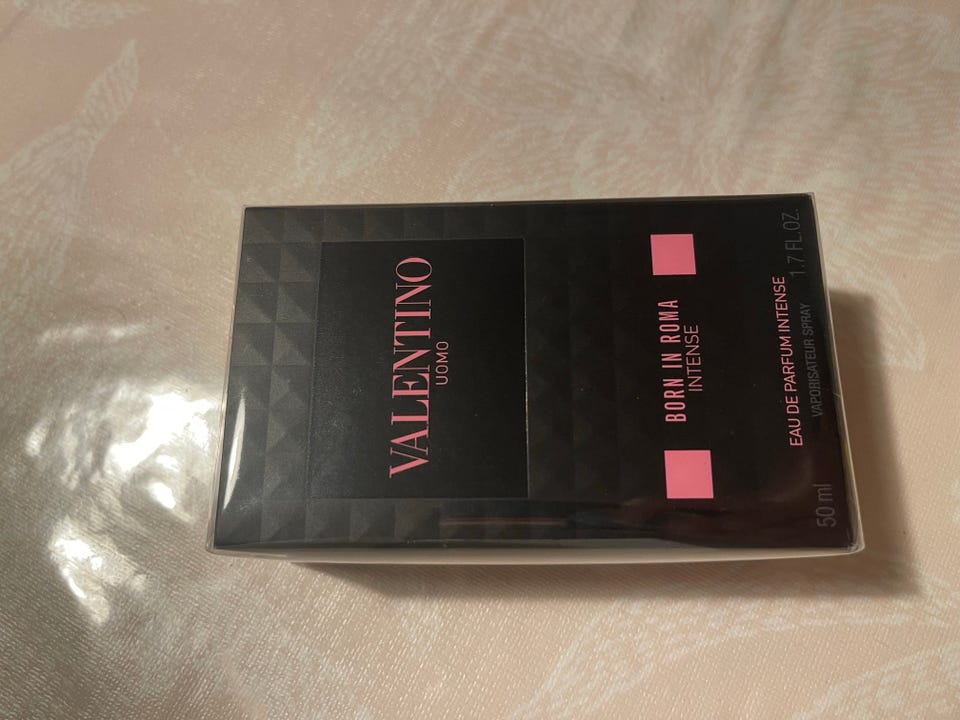 VALENTINO
UOMO
BORN IN ROMA
INTENSE
EAU DE PARFUM INTENSE
VAPORISATEUR SPRAY
50 ml 1.7 FL.OZ.